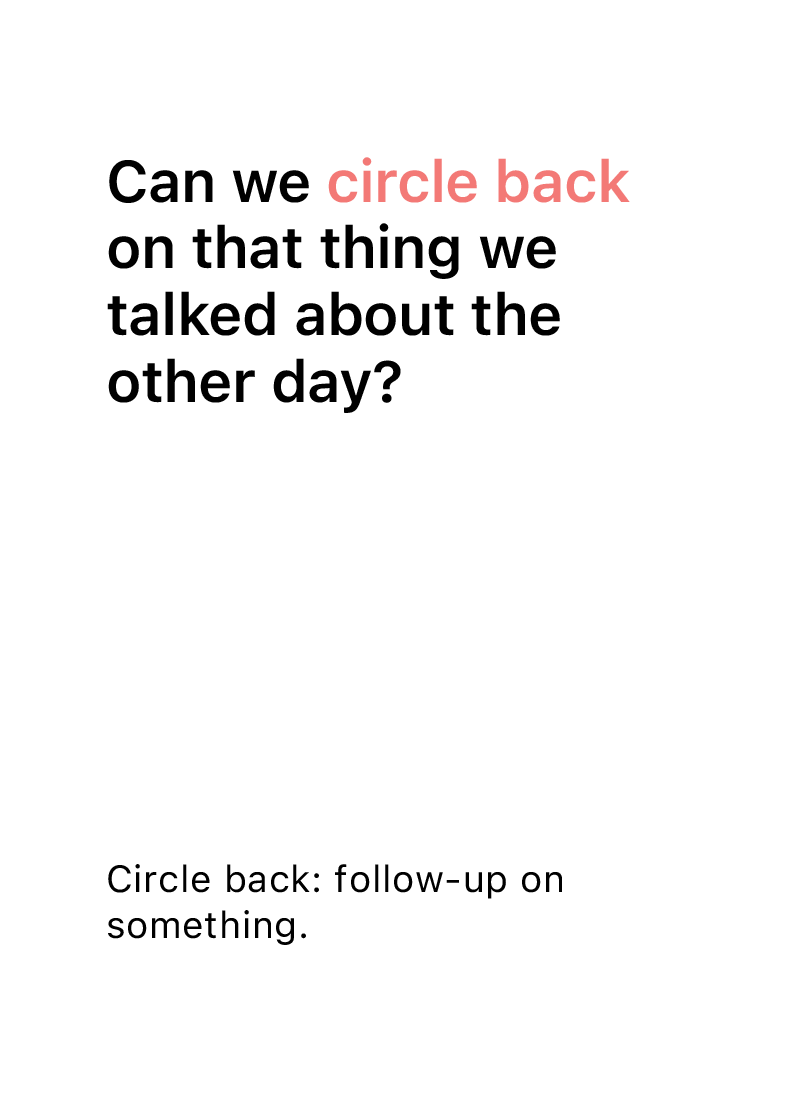 Can we circle back
on that thing we
talked about the
other day?
Circle back: follow-up on
something.